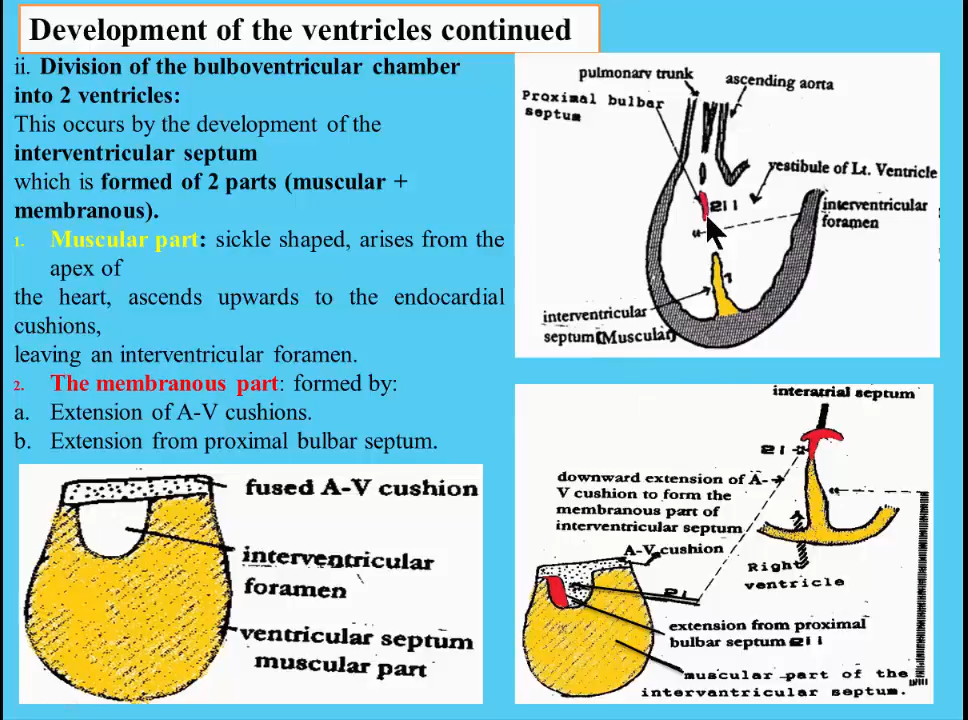 Development of the ventricles continued
ii. Division of the bulboventricular chamber
into 2 ventricles:
This occurs by the development of the
interventricular septum
which is formed of 2 parts (muscular +
membranous).
1. Muscular part: sickle shaped, arises from the
apex of
the heart, ascends upwards to the endocardial
cushions,
leaving an interventricular foramen.
2. The membranous part: formed by:
a. Extension of A-V cushions.
b. Extension from proximal bulbar septum.
pulmonary trunk
ascending aorta
Proximal bulbar
septum
vestibule of Lt. Ventricle
interventricular
foramen
interventricular
septum(Muscular)
fused A-V cushion
interventricular
foramen
ventricular septum
muscular part
interatrial septum
downward extension of A-
V cushion to form the
membranous part of
interventricular septum
A-V cushion
Right
ventricle
extension from proximal
bulbar septum
muscular part of the
intervantricular septum.